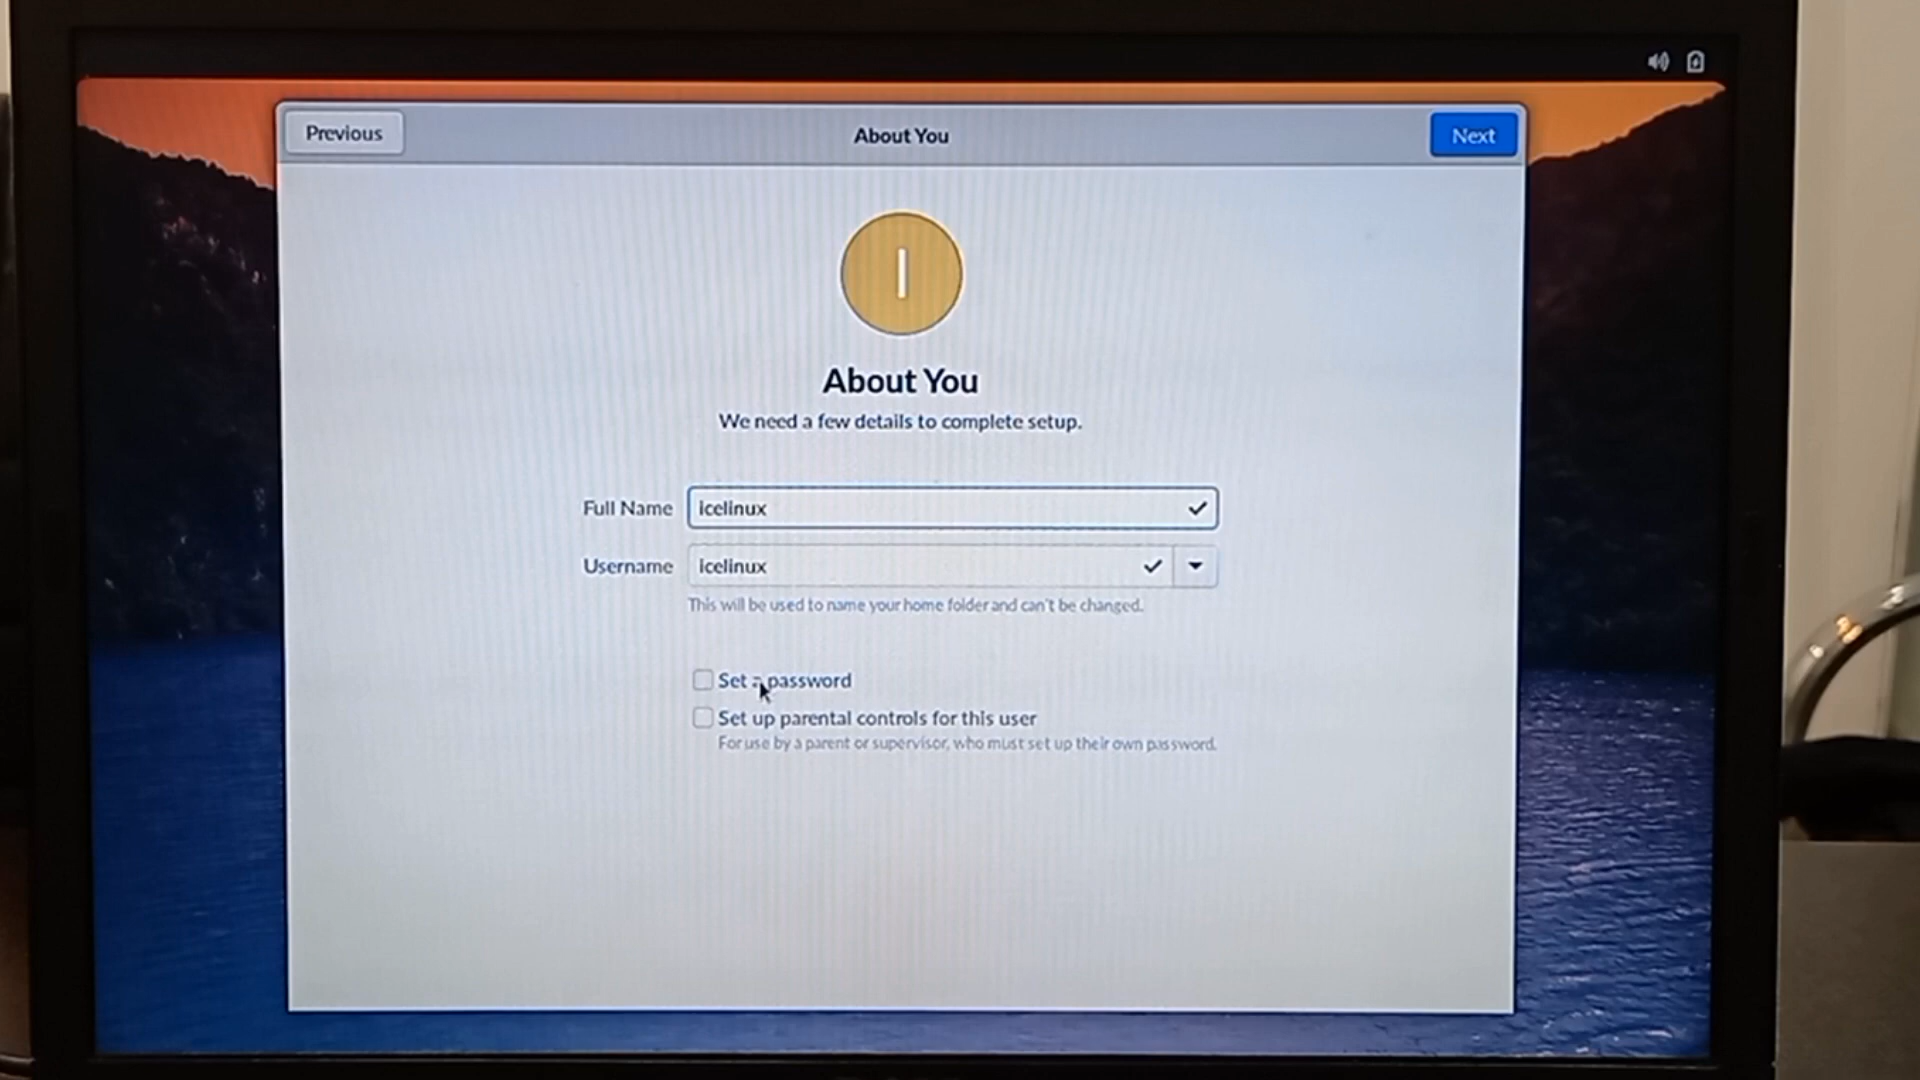 Previous
About You
Next
I
About You
We need a few details to complete setup.
Full Name
icelinux
Username
icelinux
This will be used to name your home folder and can't be changed.
Set a password
Set up parental controls for this user
For use by a parent or supervisor, who must set up their own password.